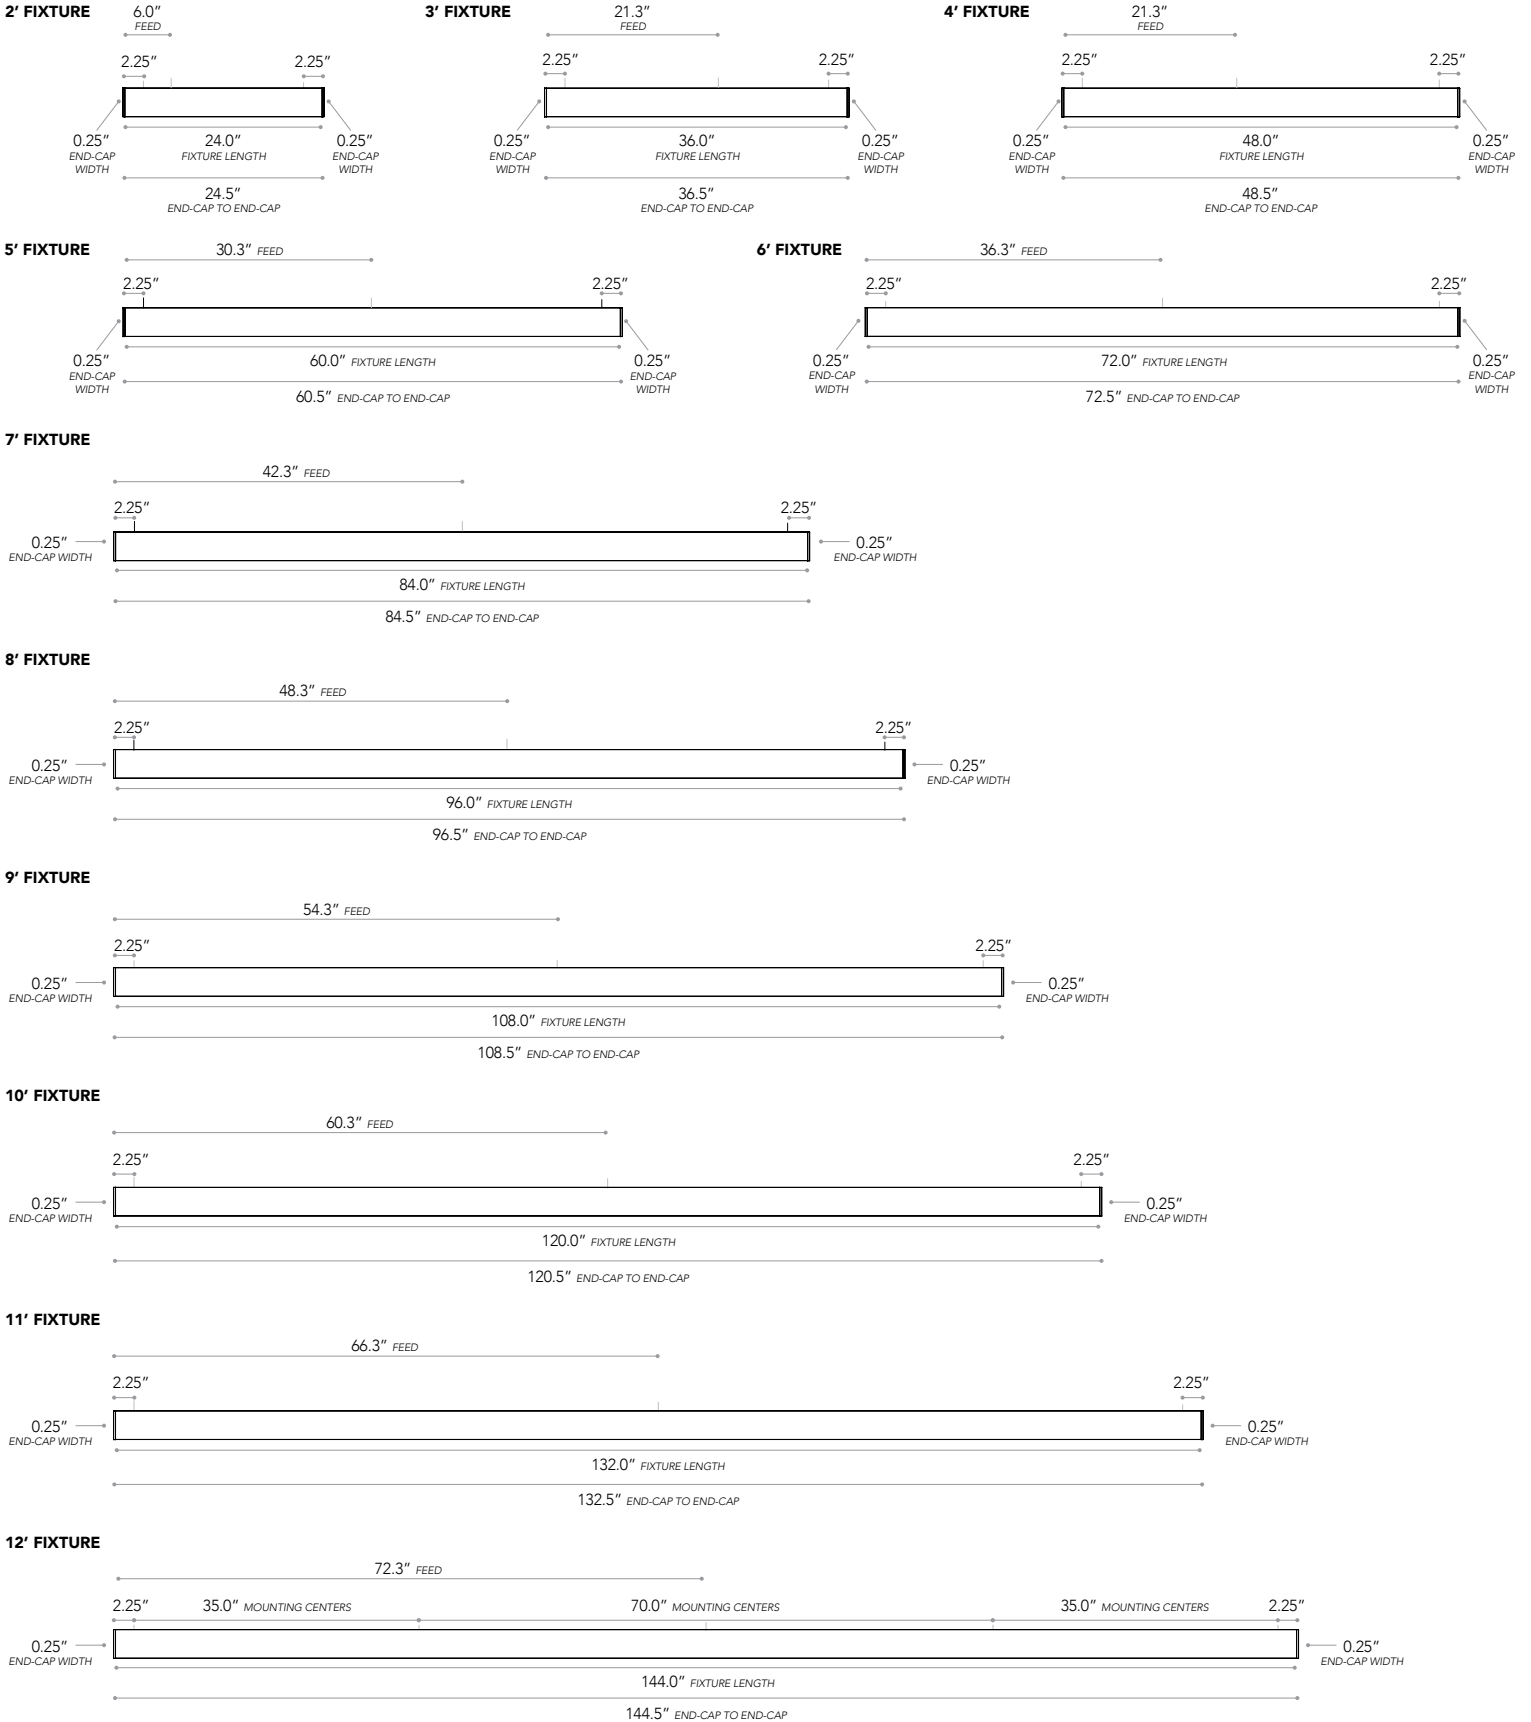 2’ FIXTURE
6.0”
FEED
2.25”
2.25”
0.25”
END-CAP
WIDTH
24.0”
FIXTURE LENGTH
0.25”
END-CAP
WIDTH
24.5”
END-CAP TO END-CAP
3’ FIXTURE
21.3”
FEED
2.25”
2.25”
0.25”
END-CAP
WIDTH
36.0”
FIXTURE LENGTH
0.25”
END-CAP
WIDTH
36.5”
END-CAP TO END-CAP
4’ FIXTURE
21.3”
FEED
2.25”
2.25”
0.25”
END-CAP
WIDTH
48.0”
FIXTURE LENGTH
0.25”
END-CAP
WIDTH
48.5”
END-CAP TO END-CAP
5’ FIXTURE
30.3” FEED
2.25”
2.25”
0.25”
END-CAP
WIDTH
60.0” FIXTURE LENGTH
0.25”
END-CAP
WIDTH
60.5” END-CAP TO END-CAP
6’ FIXTURE
36.3” FEED
2.25”
2.25”
0.25”
END-CAP
WIDTH
72.0” FIXTURE LENGTH
0.25”
END-CAP
WIDTH
72.5” END-CAP TO END-CAP
7’ FIXTURE
42.3” FEED
2.25”
2.25”
0.25”
END-CAP WIDTH
0.25”
END-CAP WIDTH
84.0” FIXTURE LENGTH
84.5” END-CAP TO END-CAP
8’ FIXTURE
48.3” FEED
2.25”
2.25”
0.25”
END-CAP WIDTH
0.25”
END-CAP WIDTH
96.0” FIXTURE LENGTH
96.5” END-CAP TO END-CAP
9’ FIXTURE
54.3” FEED
2.25”
2.25”
0.25”
END-CAP WIDTH
0.25”
END-CAP WIDTH
108.0” FIXTURE LENGTH
108.5” END-CAP TO END-CAP
10’ FIXTURE
60.3” FEED
2.25”
2.25”
0.25”
END-CAP WIDTH
0.25”
END-CAP WIDTH
120.0” FIXTURE LENGTH
120.5” END-CAP TO END-CAP
11’ FIXTURE
66.3” FEED
2.25”
2.25”
0.25”
END-CAP WIDTH
0.25”
END-CAP WIDTH
132.0” FIXTURE LENGTH
132.5” END-CAP TO END-CAP
12’ FIXTURE
72.3” FEED
2.25” 35.0” MOUNTING CENTERS 70.0” MOUNTING CENTERS 35.0” MOUNTING CENTERS 2.25”
0.25”
END-CAP WIDTH
0.25”
END-CAP WIDTH
144.0” FIXTURE LENGTH
144.5” END-CAP TO END-CAP